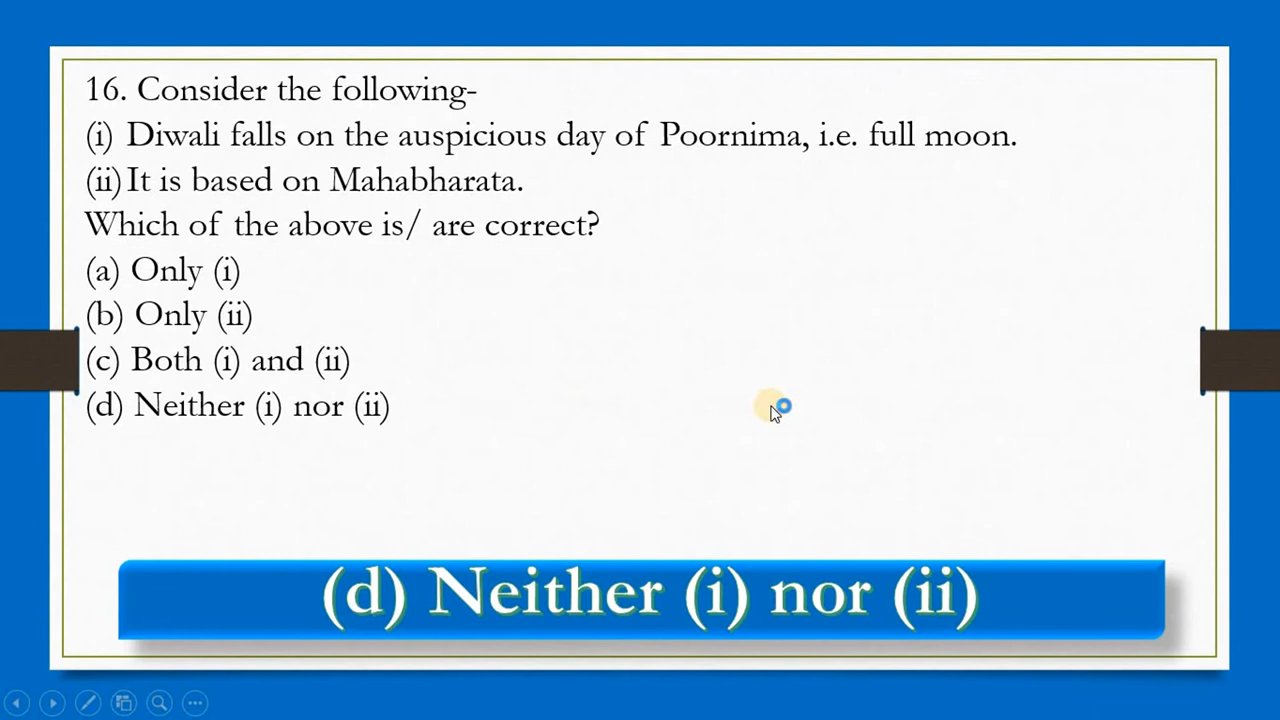 16. Consider the following-
(i) Diwali falls on the auspicious day of Poornima, i.e. full moon.
(ii) It is based on Mahabharata.
Which of the above is/ are correct?
(a) Only (i)
(b) Only (ii)
(c) Both (i) and (ii)
(d) Neither (i) nor (ii)
(d) Neither (i) nor (ii)